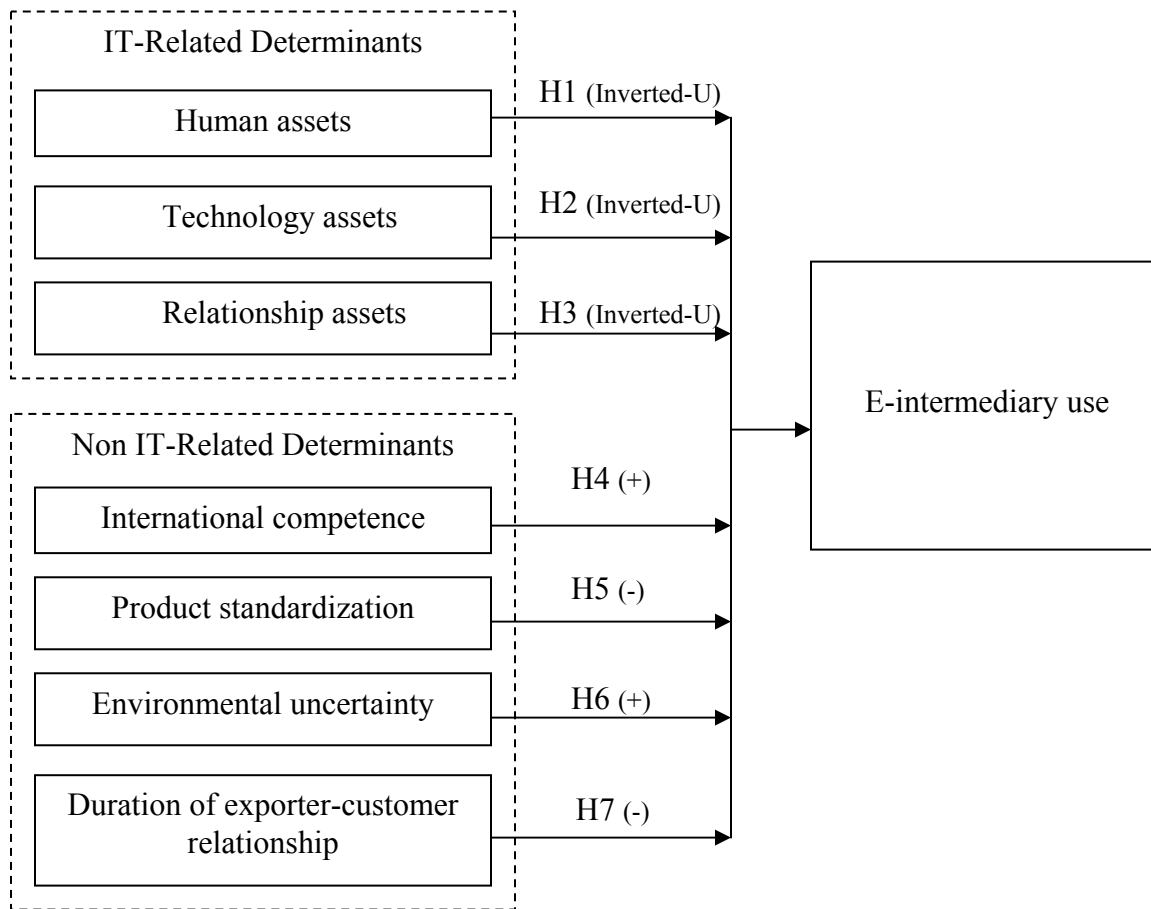 IT-Related Determinants
Human assets
H1 (Inverted-U)
Technology assets
H2 (Inverted-U)
Relationship assets
H3 (Inverted-U)
E-intermediary use
Non IT-Related Determinants
International competence
H4 (+)
Product standardization
H5 (-)
Environmental uncertainty
H6 (+)
Duration of exporter-customer
relationship
H7 (-)